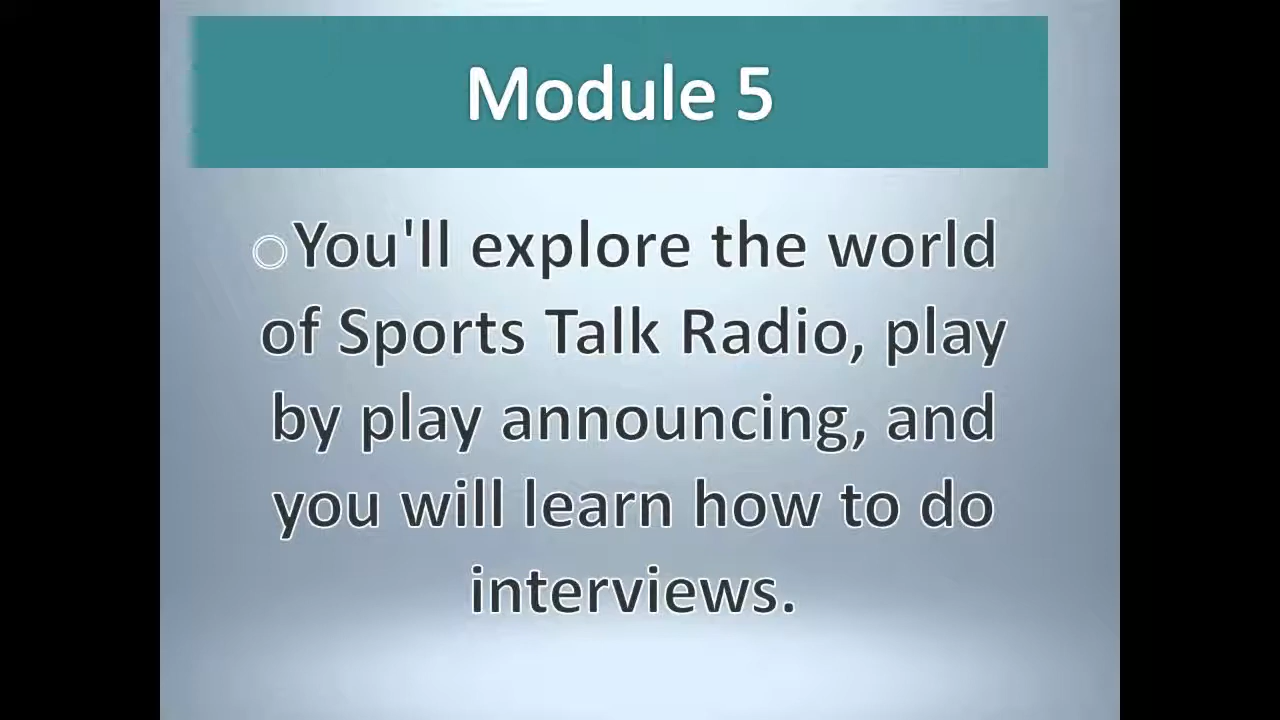 Module 5
You'll explore the world
of Sports Talk Radio, play
by play announcing, and
you will learn how to do
interviews.